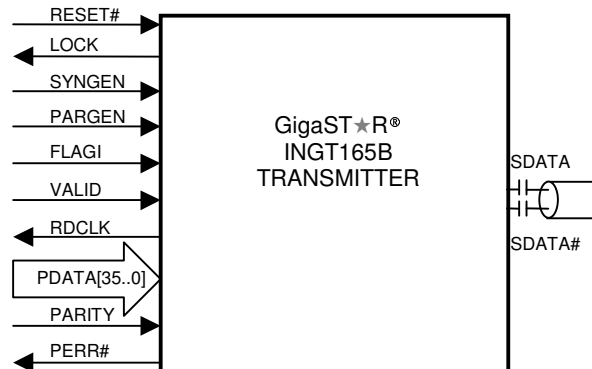 RESET#
LOCK
SYNGEN
PARGEN
FLAGI
VALID
RDCLK
PDATA[35..0]
PARITY
PERR#
GigaST★R®
INGT165B
TRANSMITTER
SDATA
SDATA#